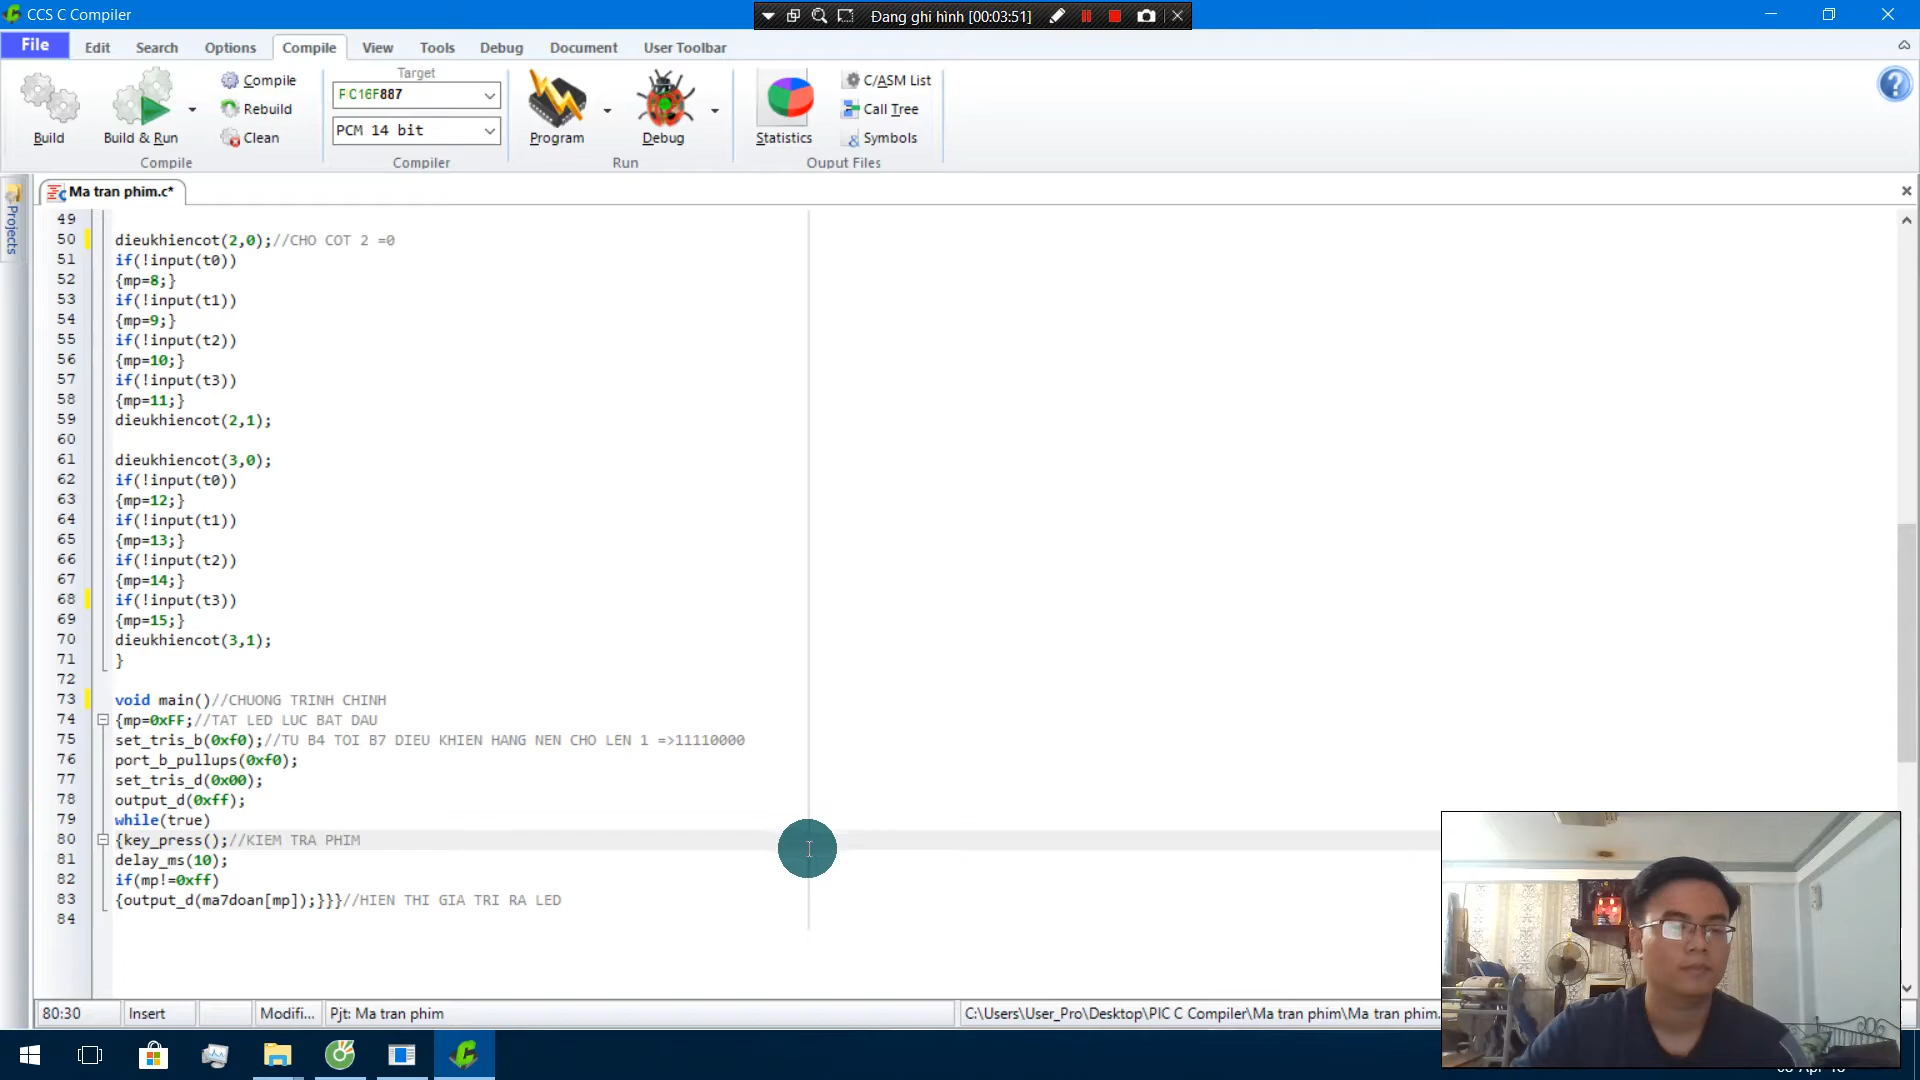 CCS C Compiler
Đang ghi hình [00:03:51]
File Edit Search Options Compile View Tools Debug Document User Toolbar
Build
Build & Run
Compile
Rebuild
Clean
Compile
Target
PIC16F887
PCM 14 bit
Compiler
Program
Debug
Run
Statistics
C/ASM List
Call Tree
Symbols
Ouput Files
Projects
Ma tran phim.c*
49
50 dieukhiencot(2,0);//CHO COT 2 =0
51 if(!input(t0))
52 {mp=8;}
53 if(!input(t1))
54 {mp=9;}
55 if(!input(t2))
56 {mp=10;}
57 if(!input(t3))
58 {mp=11;}
59 dieukhiencot(2,1);
60
61 dieukhiencot(3,0);
62 if(!input(t0))
63 {mp=12;}
64 if(!input(t1))
65 {mp=13;}
66 if(!input(t2))
67 {mp=14;}
68 if(!input(t3))
69 {mp=15;}
70 dieukhiencot(3,1);
71 }
72
73 void main()//CHUONG TRINH CHINH
74 {mp=0xFF;//TAT LED LUC BAT DAU
75 set_tris_b(0xf0);//TU B4 TOI B7 DIEU KHIEN HANG NEN CHO LEN 1 =>11110000
76 port_b_pullups(0xf0);
77 set_tris_d(0x00);
78 output_d(0xff);
79 while(true)
80 {key_press();//KIEM TRA PHIM
81 delay_ms(10);
82 if(mp!=0xff)
83 {output_d(ma7doan[mp]);}}}//HIEN THI GIA TRI RA LED
84
80:30 Insert Modifi... Pjt: Ma tran phim C:\Users\User_Pro\Desktop\PIC C Compiler\Ma tran phim\Ma tran phim.